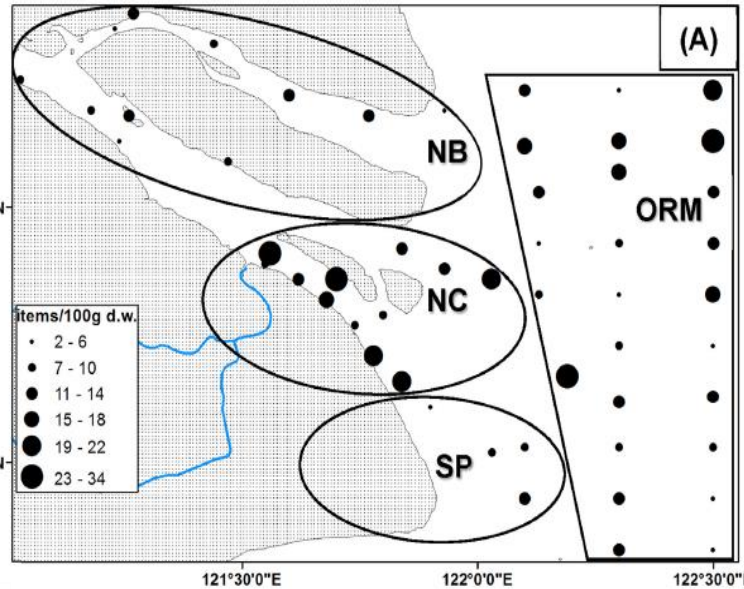 (A)
NB
ORM
N
NC
items/100g d.w.
2 - 6
7 - 10
11 - 14
15 - 18
19 - 22
23 - 34
SP
N
121°30'0"E
122°0'0"E
122°30'0"E